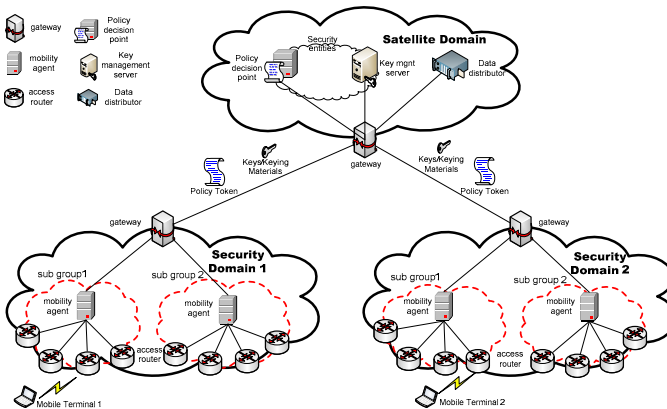 gateway
Policy
decision
point
mobility
agent
Key
management
server
access
router
Data
distributor
Satellite Domain
Security
entities
Policy
decision
point
Key mgnt
server
Data
distributor
gateway
Keys/Keying
Materials
Policy Token
Keys/Keying
Materials
Policy Token
gateway
Security
Domain 1
sub group 1
sub group 2
mobility
agent
mobility
agent
access
router
Mobile Terminal 1
gateway
Security
Domain 2
sub group1
sub group 2
mobility
agent
mobility
agent
access
router
Mobile Terminal 2